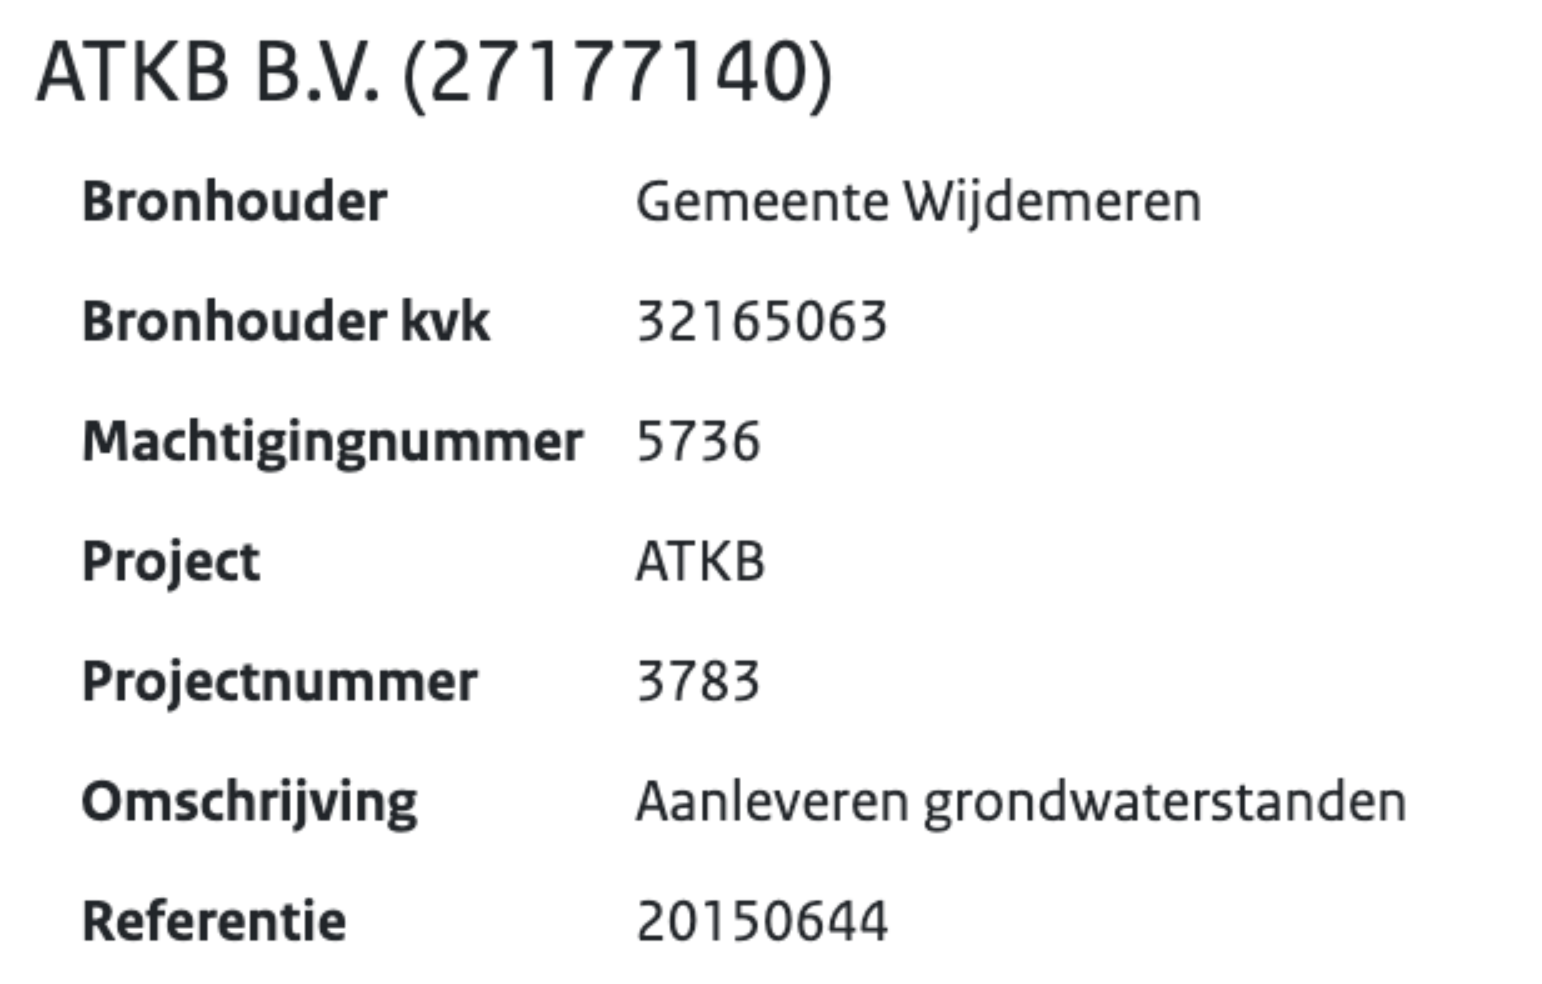 ATKB B.V. (27177140)
Bronhouder Gemeente Wijdemeren
Bronhouder kvk 32165063
Machtigingnummer 5736
Project ATKB
Projectnummer 3783
Omschrijving Aanleveren grondwaterstanden
Referentie 20150644